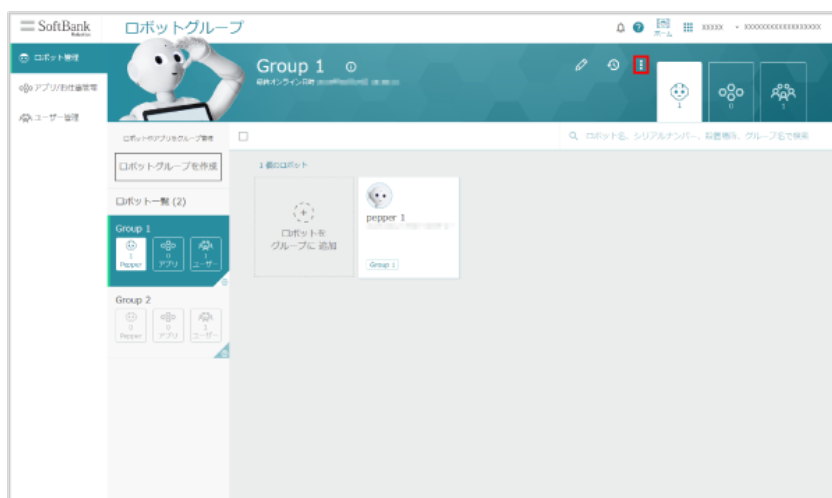 SoftBank
Robotics
ロボットグループ
ホーム
xxxxx
xxxxxxxxxxxxxxxxxxx
ロボット管理
アプリ/お仕事管理
ユーザー管理
Group 1
1
0
1
ロボットやアプリをグループ管理
ロボット名、シリアルナンバー、設置場所、グループ名で検索
ロボットグループを作成
1 個のロボット
ロボット一覧 (2)
ロボットを
グループに 追加
pepper 1
Group 1
Group 1
1
Pepper
0
アプリ
1
ユーザー
Group 2
0
Pepper
0
アプリ
1
ユーザー